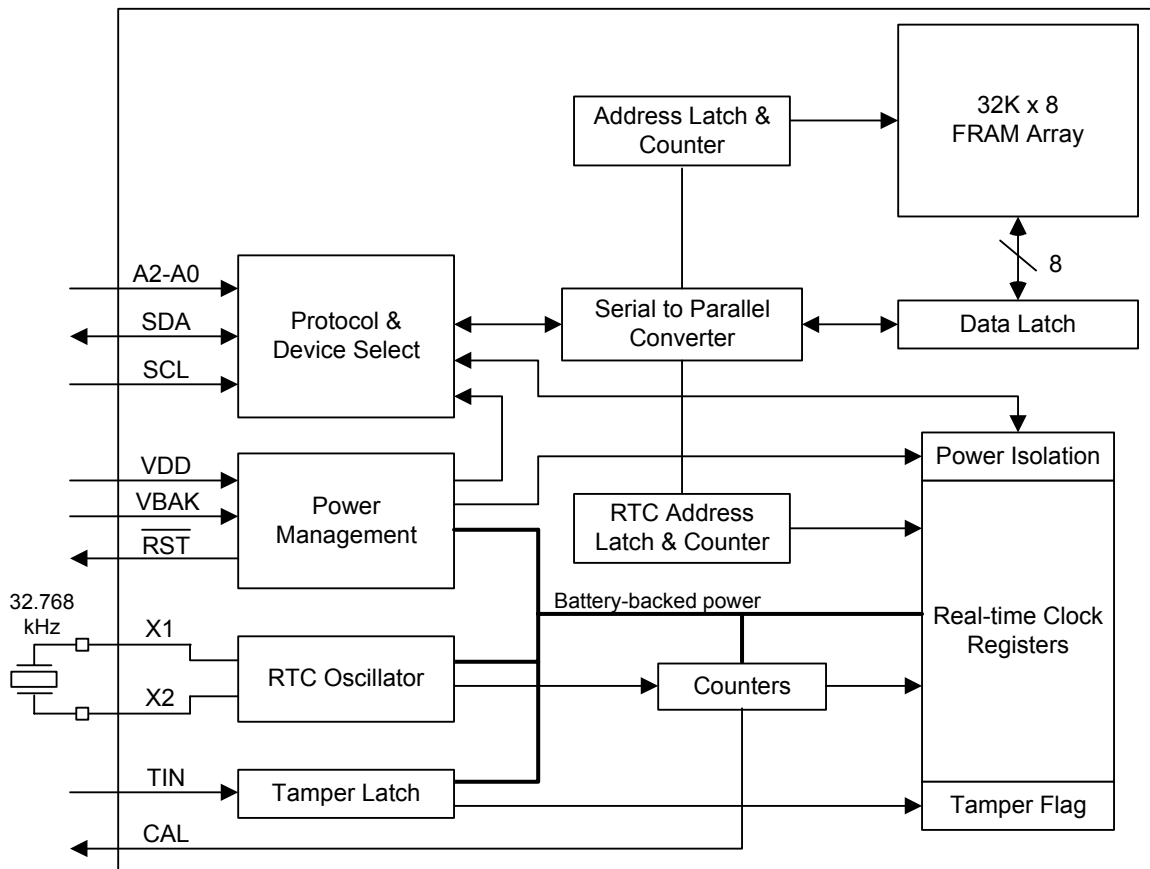 Address Latch &
Counter
32K x 8
FRAM Array
8
A2-A0
SDA
SCL
Protocol &
Device Select
Serial to Parallel
Converter
Data Latch
VDD
VBAK
RST
Power
Management
RTC Address
Latch & Counter
Power Isolation
Battery-backed power
Real-time Clock
Registers
32.768
kHz
X1
X2
RTC Oscillator
Counters
TIN
Tamper Latch
Tamper Flag
CAL